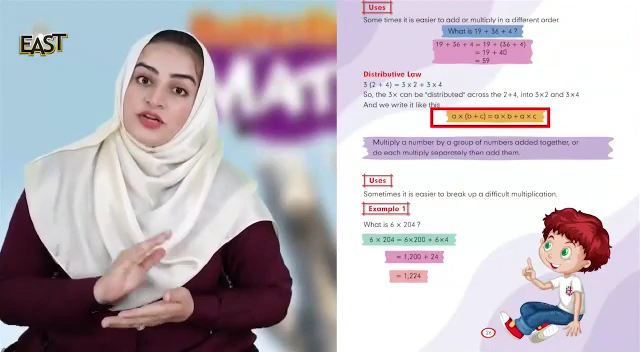 EAST
MAT
Uses
Some times it is easier to add or multiply in a different order.
What is 19 + 36 + 4 ?
19 + 36 + 4 = 19 + (36 + 4)
= 19 + 40
= 59
Distributive Law
3 (2 + 4) = 3 x 2 + 3 x 4
So, the 3× can be "distributed" across the 2+4, into 3×2 and 3×4
And we write it like this
a × (b + c) = a × b + a × c
Multiply a number by a group of numbers added together, or
do each multiply separately then add them.
Uses
Sometimes it is easier to break up a difficult multiplication.
Example 1
What is 6 × 204 ?
6 × 204 = 6×200 + 6×4
= 1,200 + 24
= 1,224
26